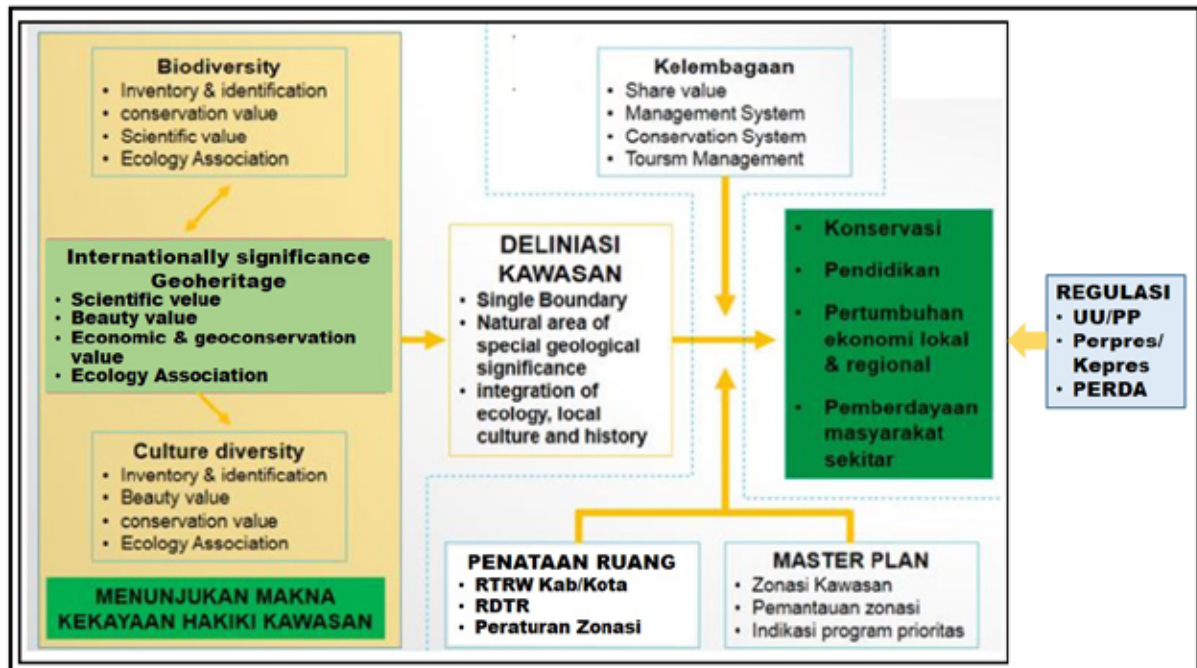 Biodiversity
• Inventory & identification
• conservation value
• Scientific value
• Ecology Association
Internationally significance
Geoheritage
• Scientific velue
• Beauty value
• Economic & geoconservation
value
• Ecology Association
Culture diversity
• Inventory & identification
• Beauty value
• conservation value
• Ecology Association
MENUNJUKAN MAKNA
KEKAYAAN HAKIKI KAWASAN
DELINIASI
KAWASAN
• Single Boundary
• Natural area of
special geological
significance
• integration of
ecology, local
culture and history
Kelembagaan
• Share value
• Management System
• Conservation System
• Toursm Management
• Konservasi
• Pendidikan
• Pertumbuhan
ekonomi lokal
& regional
• Pemberdayaan
masyarakat
sekitar
REGULASI
• UU/PP
• Perpres/
Kepres
• PERDA
PENATAAN RUANG
• RTRW Kab/Kota
• RDTR
• Peraturan Zonasi
MASTER PLAN
• Zonasi Kawasan
• Pemantauan zonasi
• Indikasi program prioritas